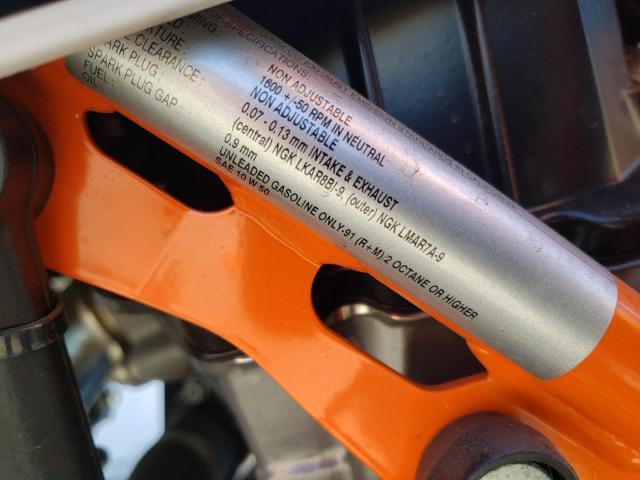 SPECIFICATIONS:
NON ADJUSTABLE
1600 +/-50 RPM IN NEUTRAL
NON ADJUSTABLE
CLEARANCE: 0.07 - 0.13 mm INTAKE & EXHAUST
SPARK PLUG: (central) NGK LKAR8BI-9, (outer) NGK LMAR7A-9
SPARK PLUG GAP: 0.9 mm
FUEL: UNLEADED GASOLINE ONLY-91 (R+M)2 OCTANE OR HIGHER
OIL: SAE 10 W 50